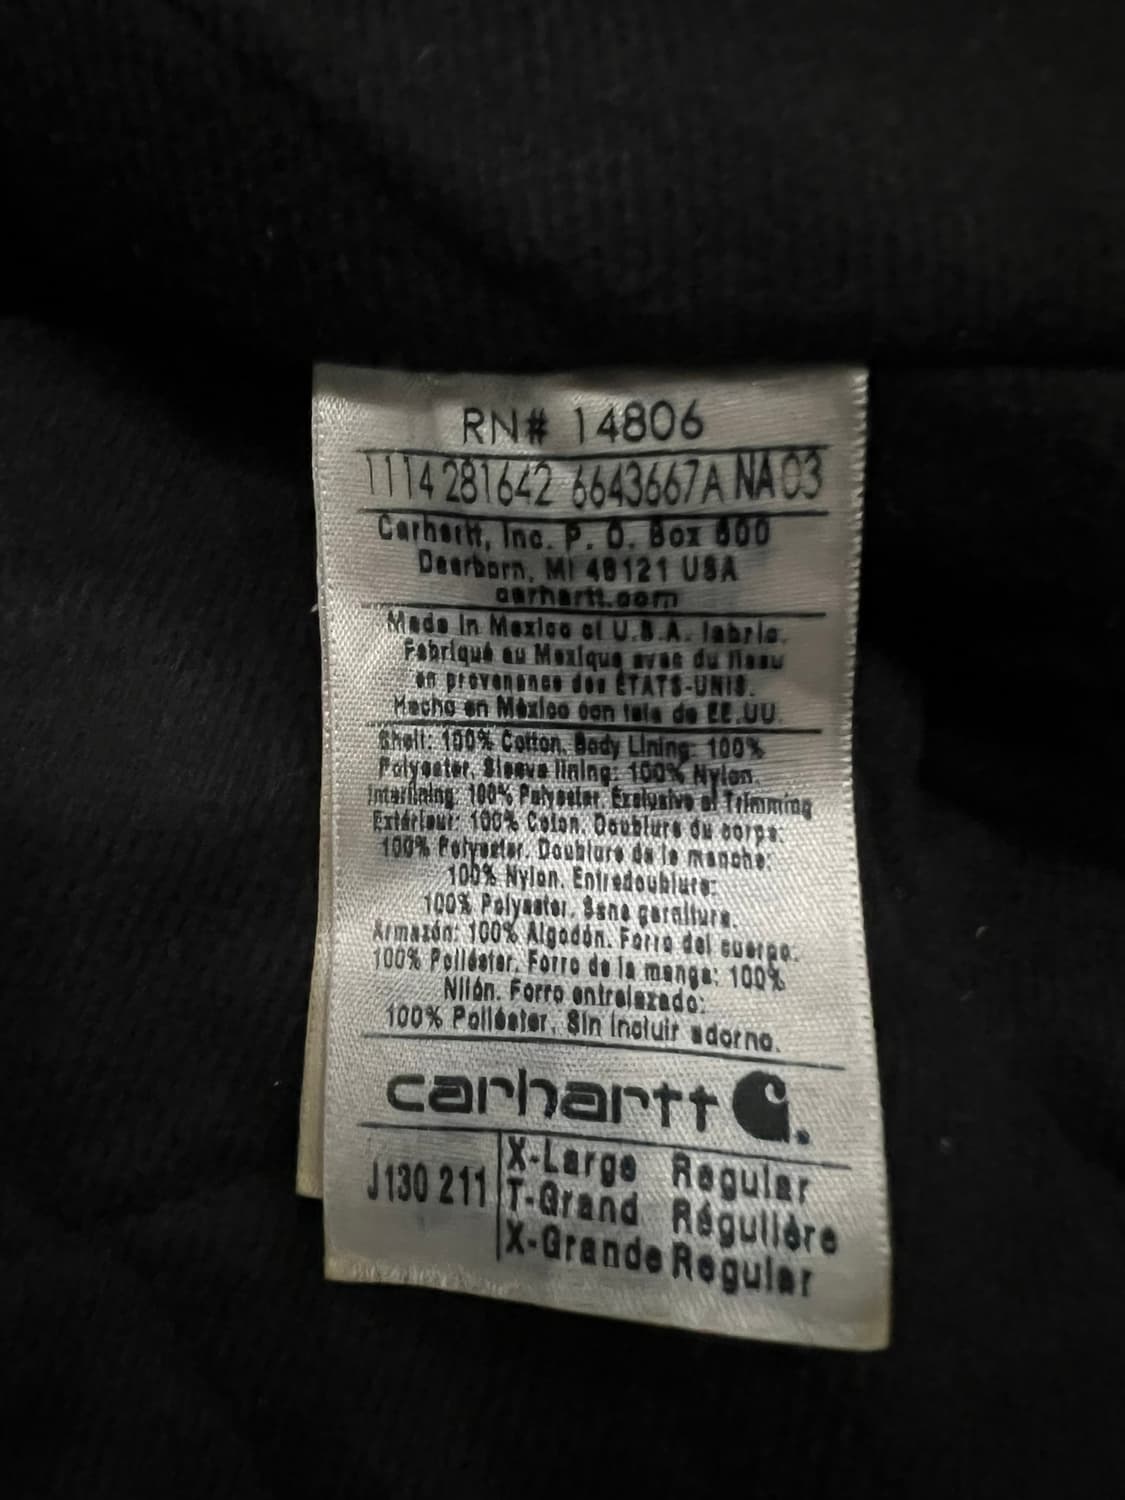 RN# 14806
1114 281642 6643667A NA 03
Carhartt, Inc. P. O. Box 600
Dearborn, MI 48121 USA
carhartt.com
Made in Mexico of U.S.A. fabric.
Fabriqué au Mexique avec du tissu
en provenance des ÉTATS-UNIS.
Hecho en México con tela de EE.UU.
Shell: 100% Cotton. Body Lining: 100%
Polyester. Sleeve lining: 100% Nylon.
Interlining: 100% Polyester. Exclusive of Trimming
Extérieur: 100% Coton. Doublure du corps:
100% Polyester. Doublure de la manche:
100% Nylon. Entredoublure:
100% Polyester. Sans garniture.
Armazón: 100% Algodón. Forro del cuerpo:
100% Poliéster. Forro de la manga: 100%
Nilón. Forro entrelazado:
100% Poliéster. Sin incluir adorno.
carhartt
J130 211
X-Large Regular
T-Grand Régulière
X-Grande Regular